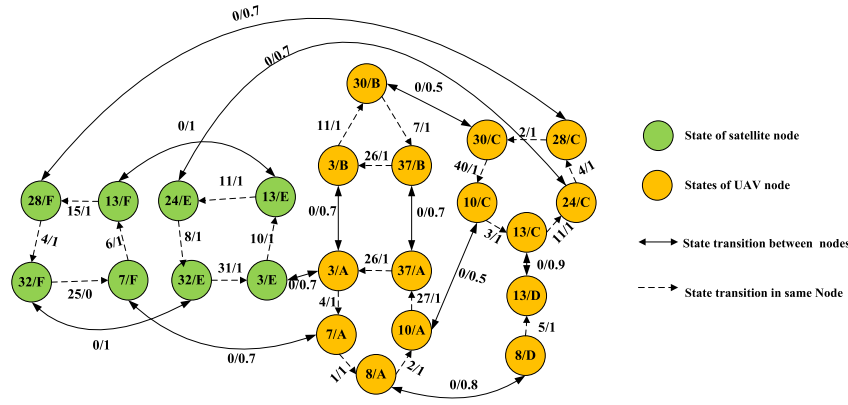 0/0.7
0/0.7
30/B
0/0.5
0/1
11/1
7/1
30/C
2/1
28/C
3/B
26/1
37/B
40/1
4/1
State of satellite node
28/F
15/1
13/F
24/E
11/1
13/E
0/0.7
0/0.7
10/C
24/C
States of UAV node
4/1
6/1
8/1
10/1
3/1
13/C
11/1
State transition between nodes
32/F
25/0
7/F
32/E
31/1
3/E
0/0.7
3/A
26/1
37/A
0/0.5
0/0.9
13/D
State transition in same Node
4/1
27/1
0/1
0/0.7
7/A
10/A
5/1
1/1
8/A
2/1
8/D
0/0.8